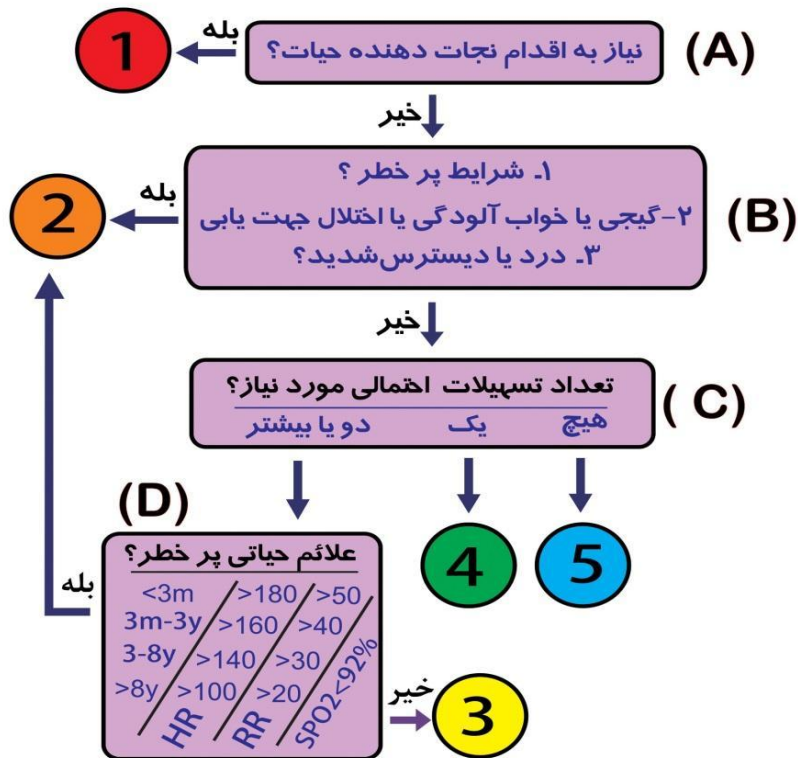 نیاز به اقدام نجات دهنده حیات؟
(A)
بله
1
خیر
۱ـ شرایط پر خطر ؟
۲-گیجی یا خواب آلودگی یا اختلال جهت یابی
۳ـ درد یا دیسترس شدید؟
(B)
بله
2
خیر
تعداد تسهیلات احتمالی مورد نیاز؟
هیچ یک دو یا بیشتر
( C)
4
5
(D)
علائم حیاتی پر خطر؟
<3m >180 >50
3m-3y >160 >40
3-8y >140 >30
>8y >100 >20
HR RR SPO2<92%
بله
خیر
3